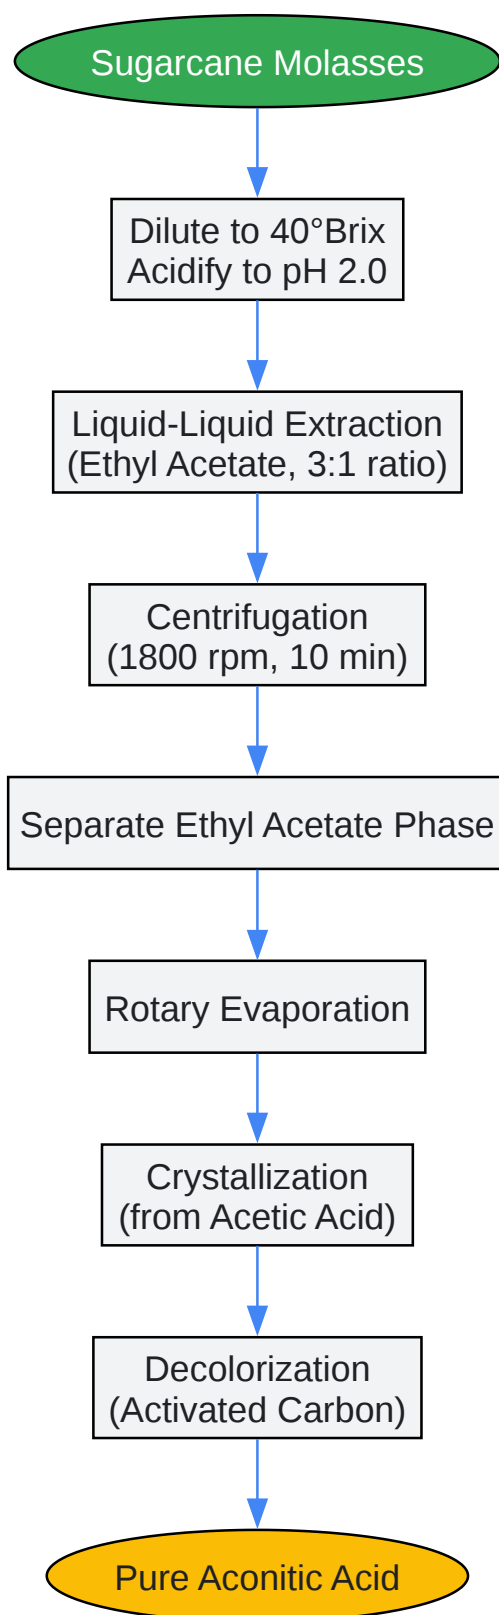 Sugarcane Molasses
Dilute to 40°Brix
Acidify to pH 2.0
Liquid-Liquid Extraction
(Ethyl Acetate, 3:1 ratio)
Centrifugation
(1800 rpm, 10 min)
Separate Ethyl Acetate Phase
Rotary Evaporation
Crystallization
(from Acetic Acid)
Decolorization
(Activated Carbon)
Pure Aconitic Acid